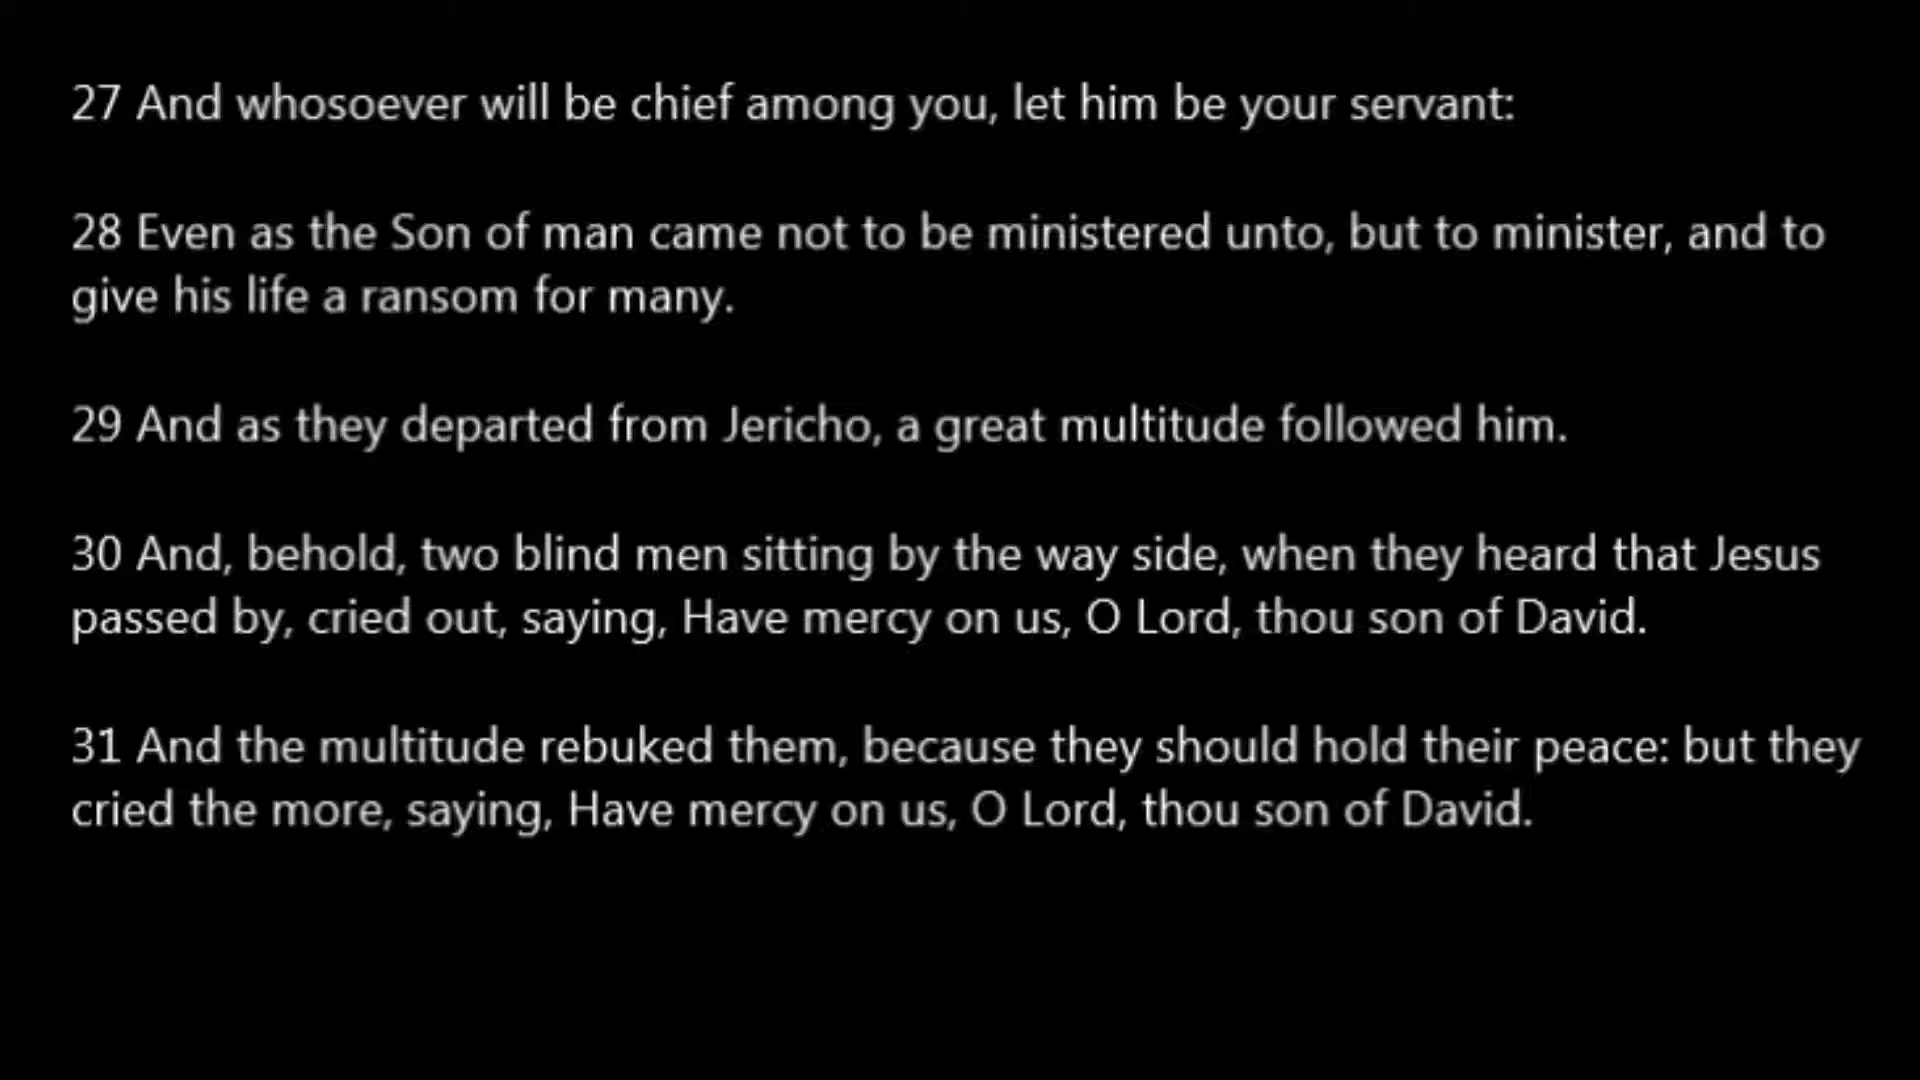 27 And whosoever will be chief among you, let him be your servant:
28 Even as the Son of man came not to be ministered unto, but to minister, and to
give his life a ransom for many.
29 And as they departed from Jericho, a great multitude followed him.
30 And, behold, two blind men sitting by the way side, when they heard that Jesus
passed by, cried out, saying, Have mercy on us, O Lord, thou son of David.
31 And the multitude rebuked them, because they should hold their peace: but they
cried the more, saying, Have mercy on us, O Lord, thou son of David.